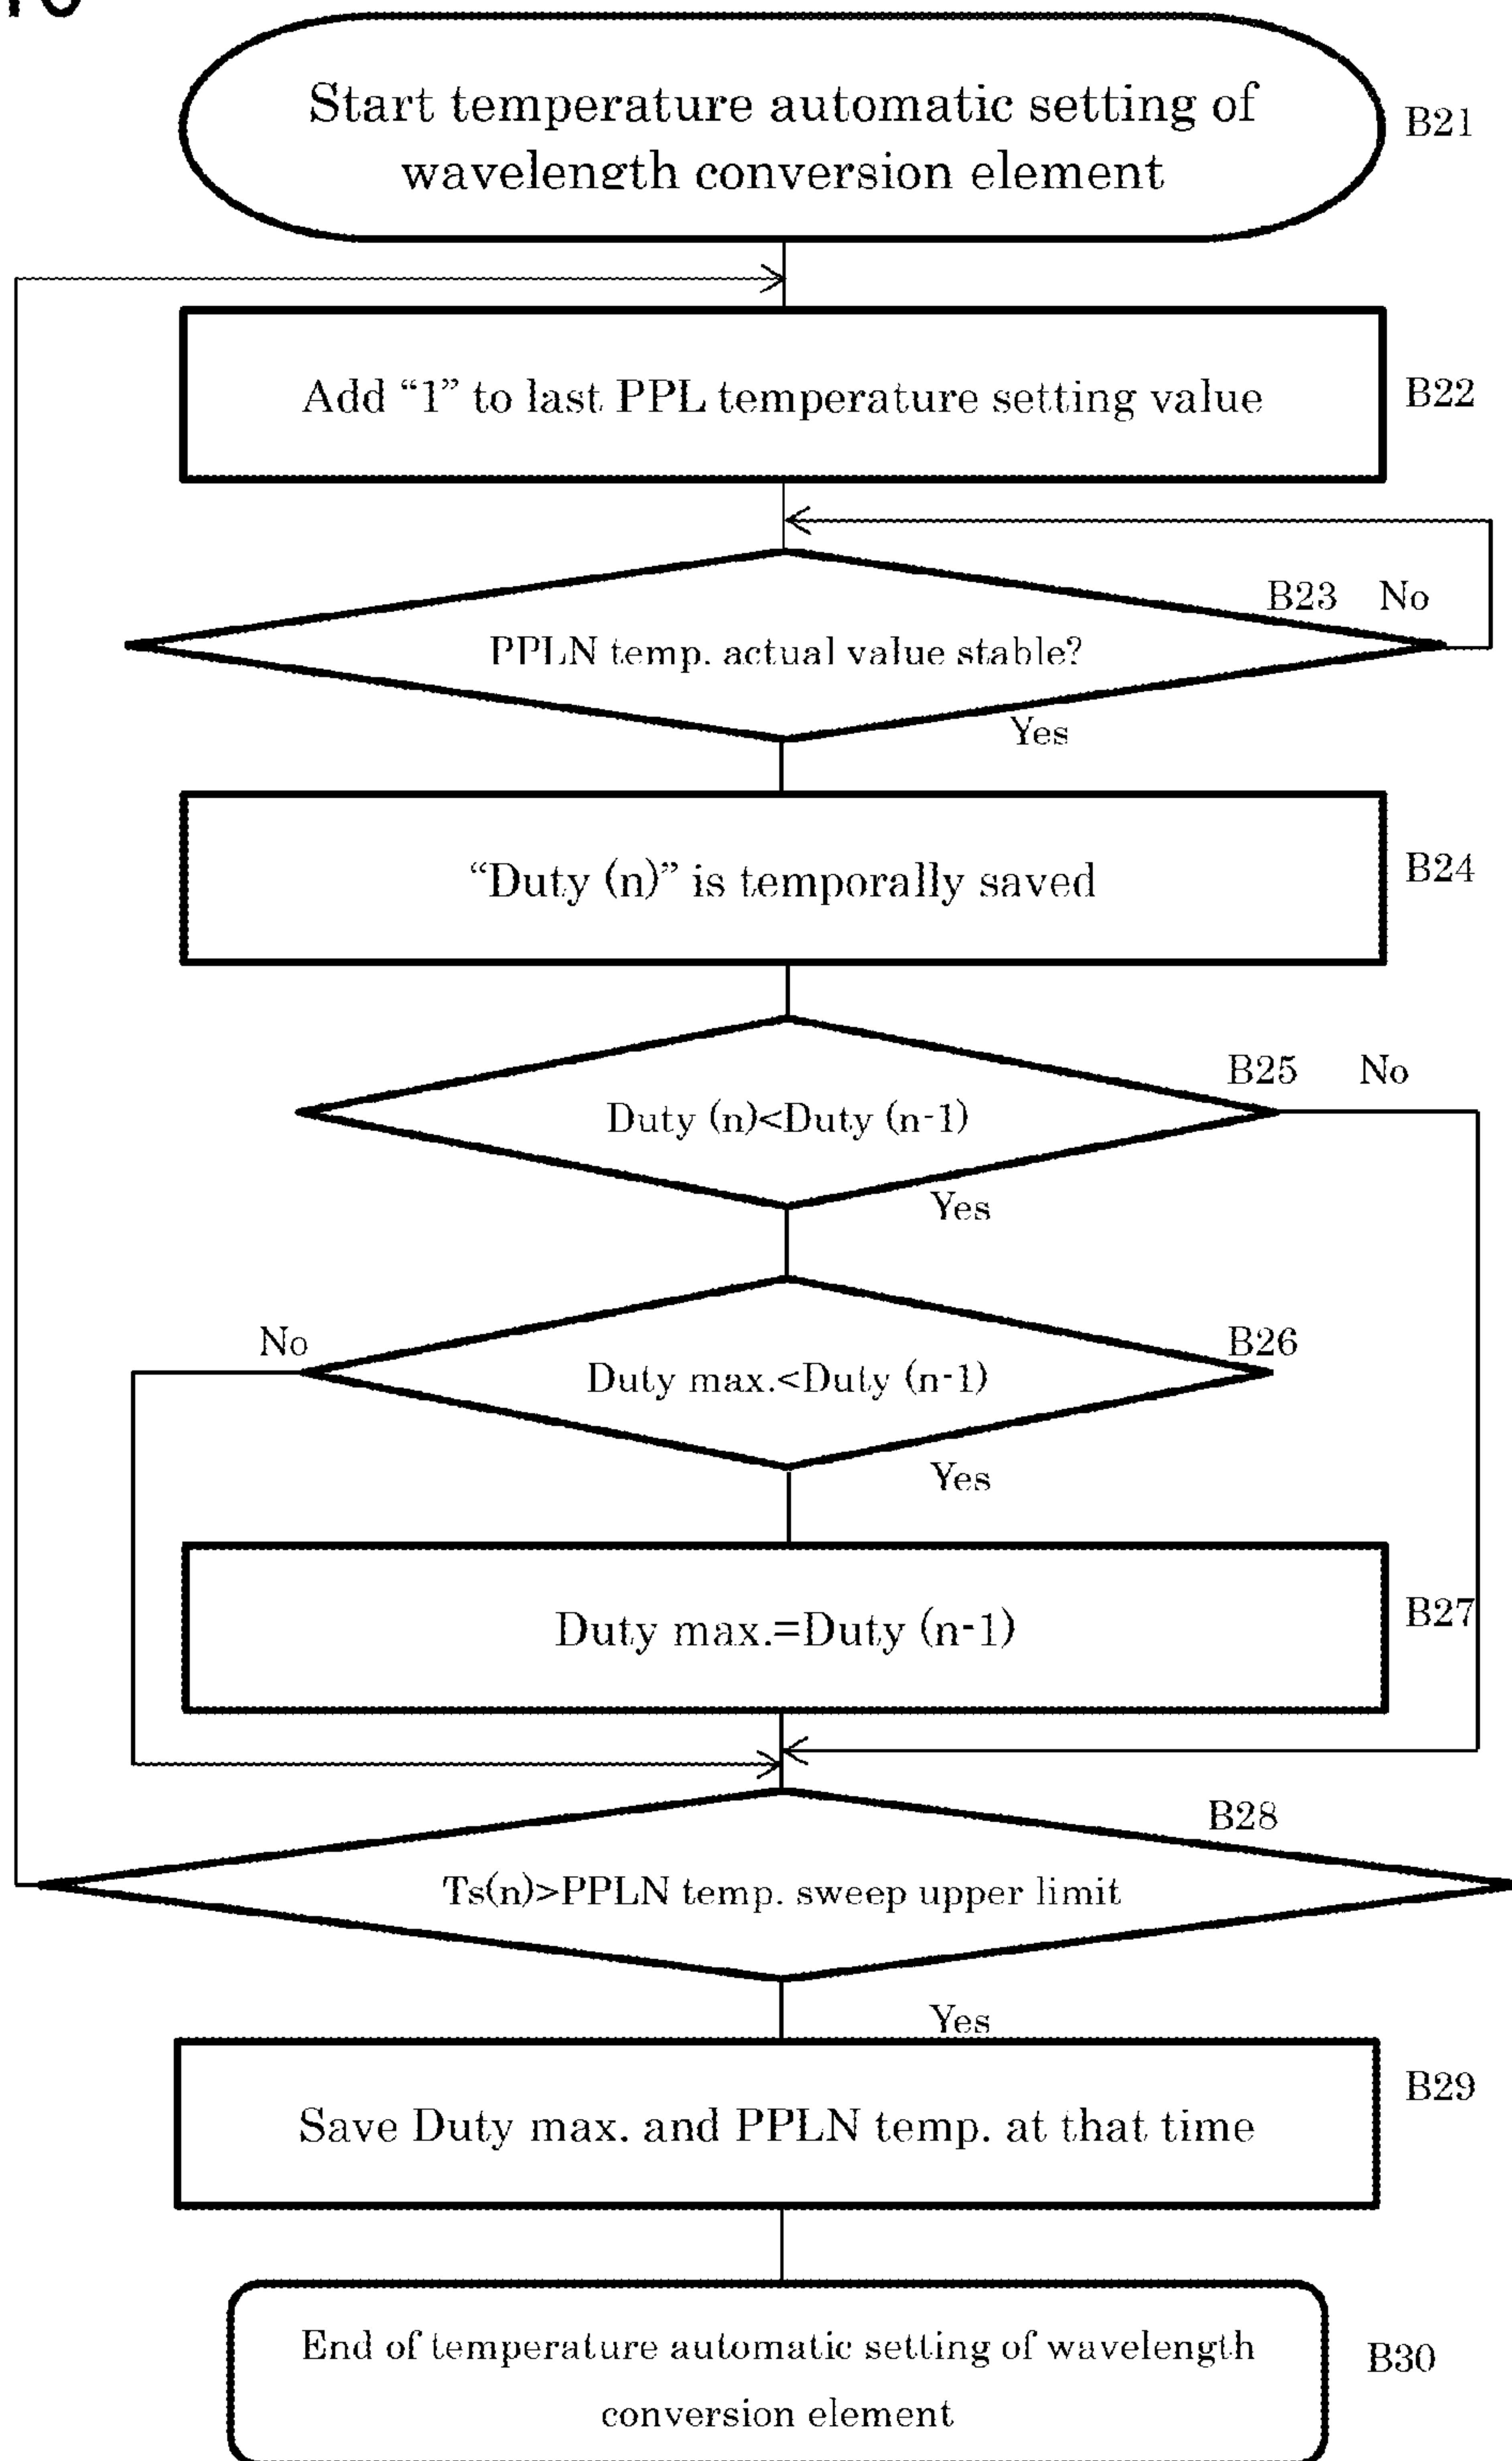 Start temperature automatic setting of
wavelength conversion element
B21
Add “1” to last PPL temperature setting value
B22
B23 No
PPLN temp. actual value stable?
Yes
“Duty (n)” is temporally saved
B24
B25 No
Duty (n)<Duty (n-1)
Yes
No
B26
Duty max.<Duty (n-1)
Yes
Duty max.=Duty (n-1)
B27
B28
Ts(n)>PPLN temp. sweep upper limit
Yes
Save Duty max. and PPLN temp. at that time
B29
End of temperature automatic setting of wavelength
conversion element
B30